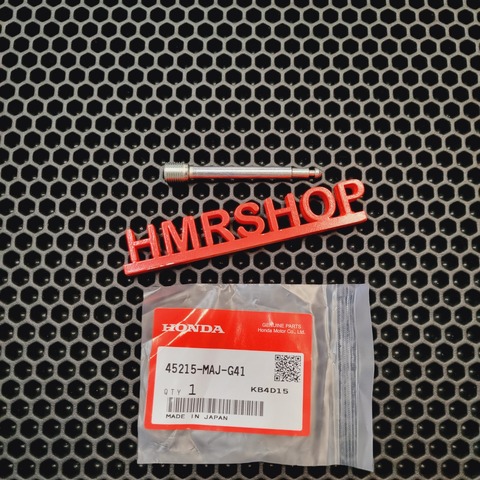 HMRSHOP
HONDA
GENUINE PARTS
Honda Motor Co., Ltd.
45215-MAJ-G41
QTY 1
KB4D15
MADE IN JAPAN